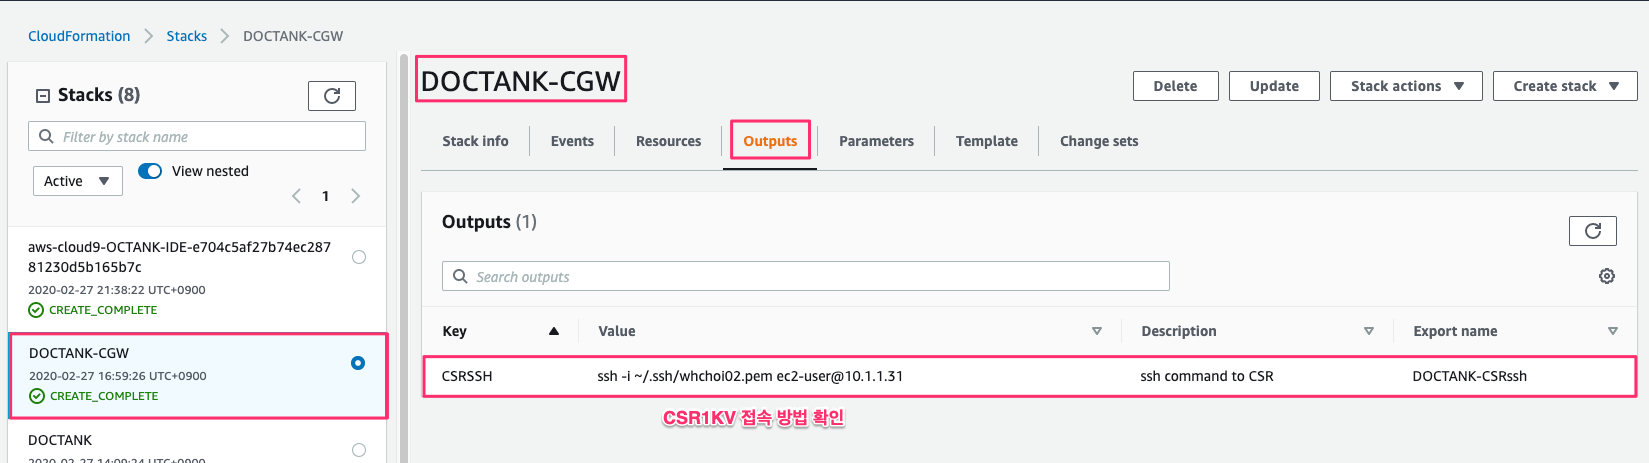 CloudFormation > Stacks > DOCTANK-CGW
Stacks (8)
Filter by stack name
Active ▼ View nested
< 1 >
aws-cloud9-OCTANK-IDE-e704c5af27b74ec287
81230d5b165b7c
2020-02-27 21:38:22 UTC+0900
CREATE_COMPLETE
DOCTANK-CGW
2020-02-27 16:59:26 UTC+0900
CREATE_COMPLETE
DOCTANK
DOCTANK-CGW
Delete Update Stack actions ▼ Create stack ▼
Stack info Events Resources Outputs Parameters Template Change sets
Outputs (1)
Search outputs
Key ▲ Value Description Export name
CSRSSH ssh -i ~/.ssh/whchoi02.pem ec2-user@10.1.1.31 ssh command to CSR DOCTANK-CSRssh
CSR1KV 접속 방법 확인